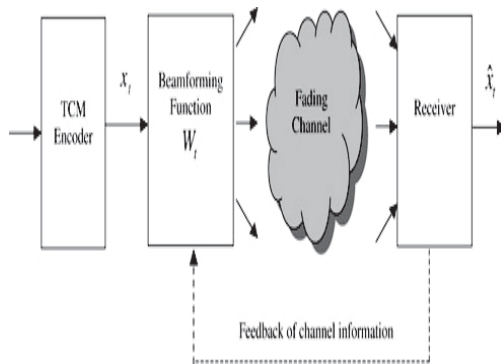 TCM
Encoder
x_t
Beamforming
Function
W_t
Fading
Channel
Receiver
x̂_t
Feedback of channel information